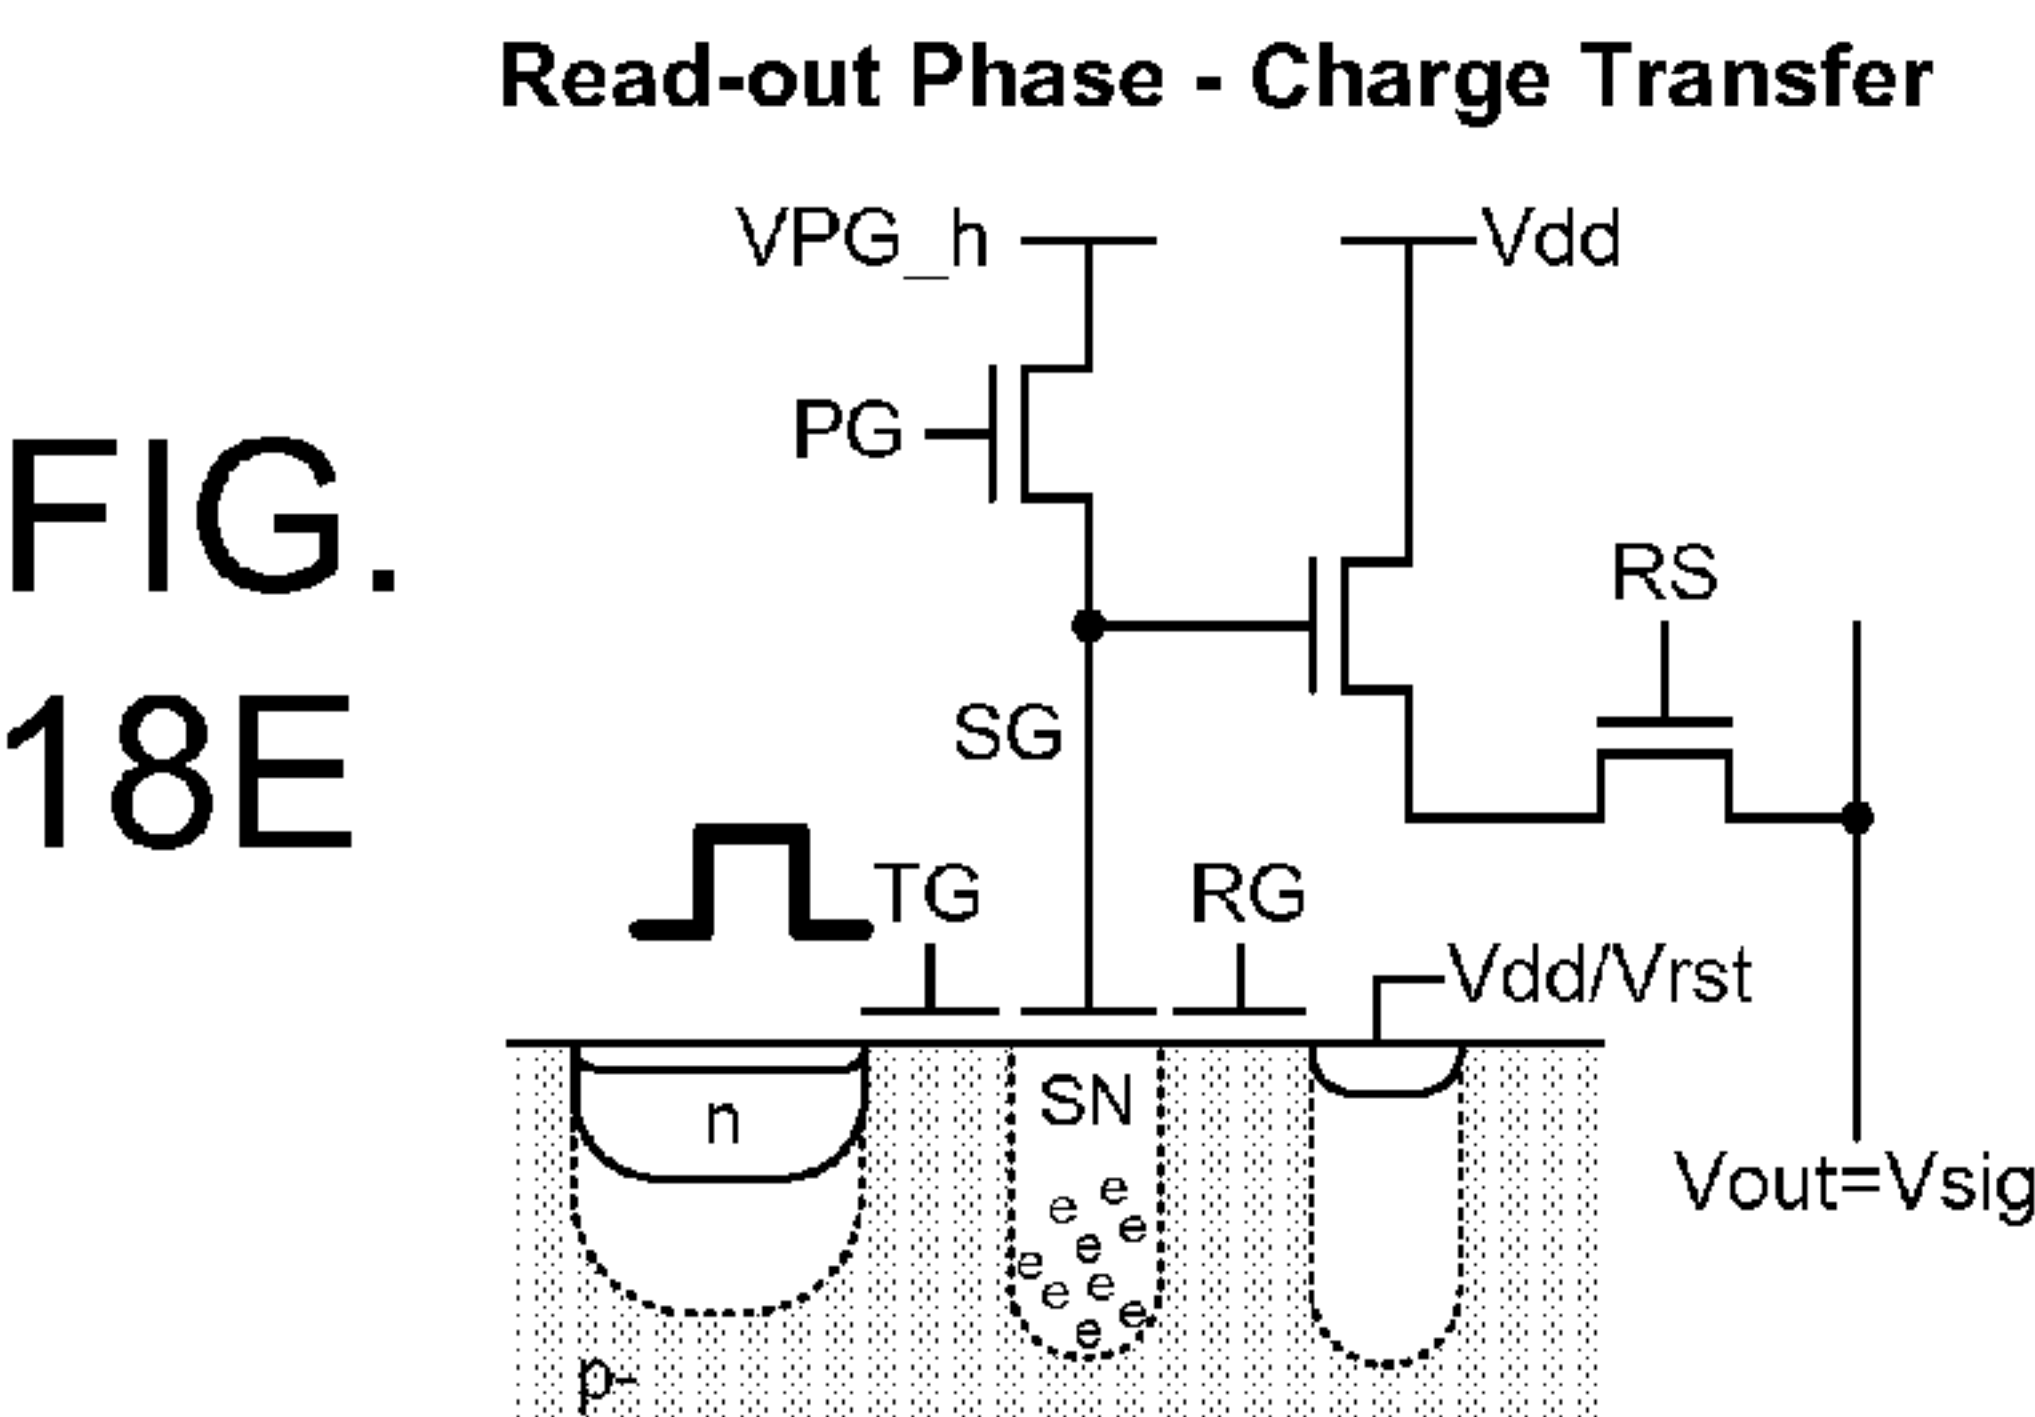 Read-out Phase - Charge Transfer
VPG_h
Vdd
PG
FIG.
18E
RS
SG
TG
RG
Vdd/Vrst
SN
n
Vout=Vsig
e
e
e
e
e
e
e
e
e
p-